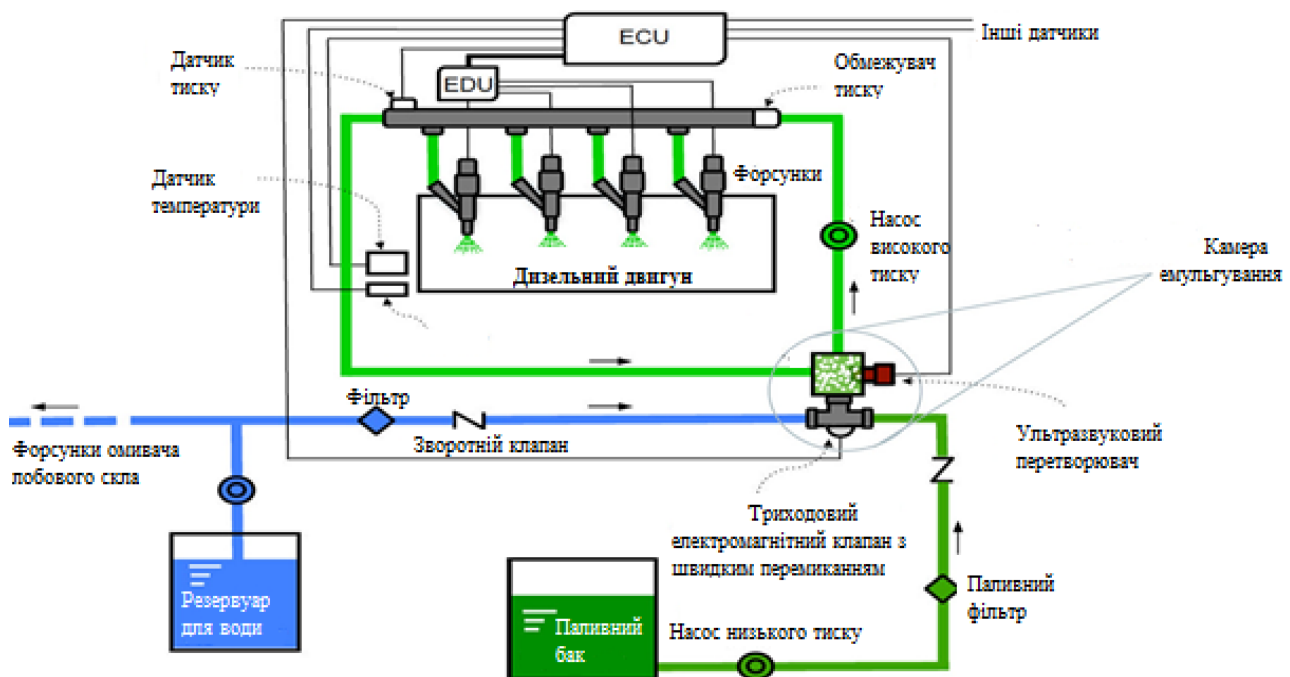 ECU
Інші датчики
Датчик
тиску
EDU
Обмежувач
тиску
Датчик
температури
Форсунки
Насос
високого
тиску
Камера
емульгування
Дизельний двигун
Фільтр
Зворотній клапан
Форсунки омивача
лобового скла
Ультразвуковий
перетворювач
Триходовий
електромагнітний клапан з
швидким перемиканням
Резервуар
для води
Паливний
бак
Насос низького тиску
Паливний
фільтр